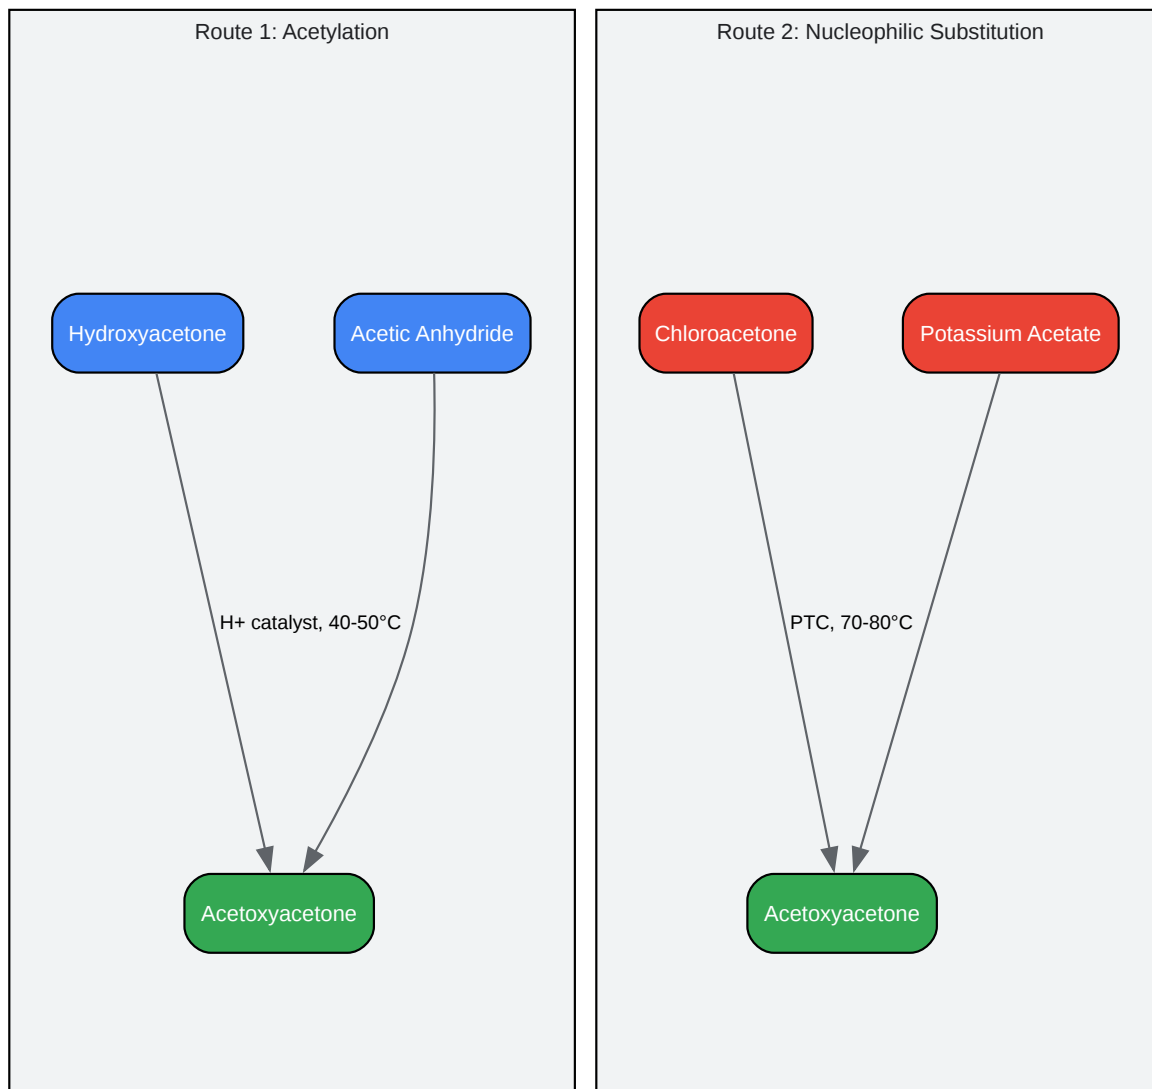 Route 1: Acetylation
Hydroxyacetone
Acetic Anhydride
H+ catalyst, 40-50°C
Acetoxyacetone
Route 2: Nucleophilic Substitution
Chloroacetone
Potassium Acetate
PTC, 70-80°C
Acetoxyacetone